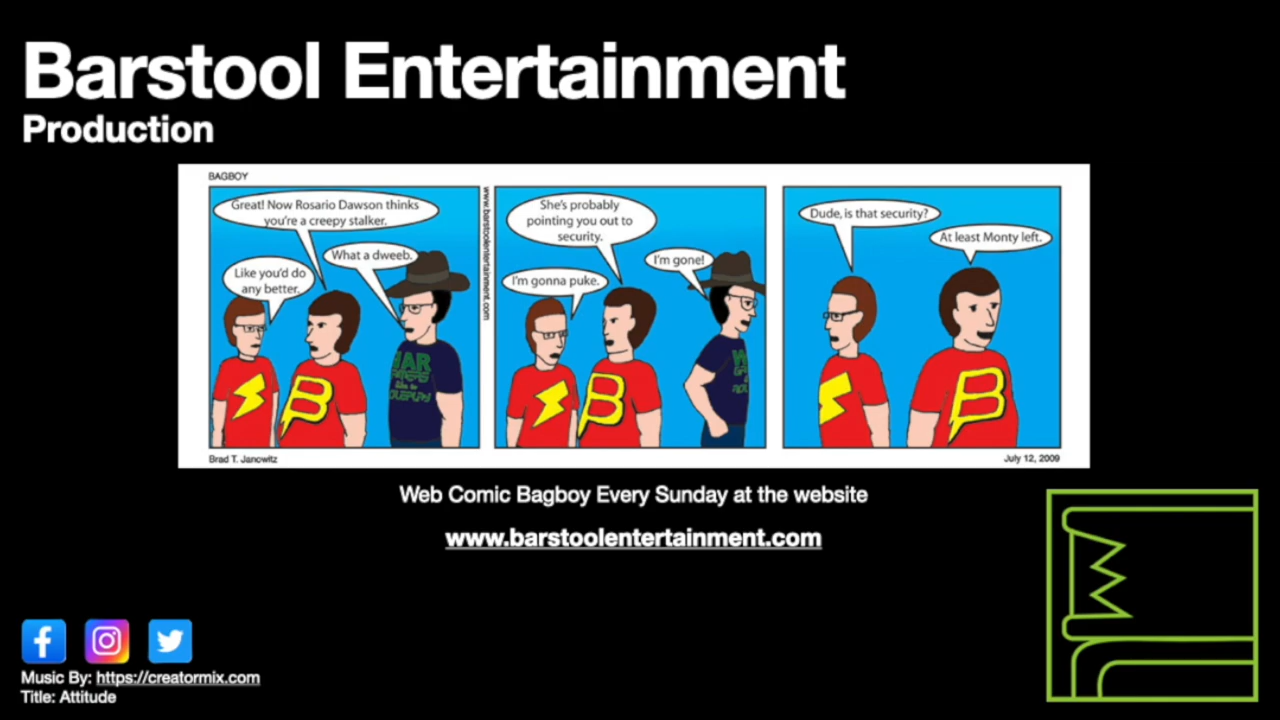 Barstool Entertainment
Production
BAGBOY
Great! Now Rosario Dawson thinks
you're a creepy stalker.
What a dweeb.
Like you'd do
any better.
www.barstoolentertainment.com
She's probably
pointing you out to
security.
I'm gone!
I'm gonna puke.
Dude, is that security?
At least Monty left.
B
B
B
Brad T. Janowitz
July 12, 2009
Web Comic Bagboy Every Sunday at the website
www.barstoolentertainment.com
Music By: https://creatormix.com
Title: Attitude